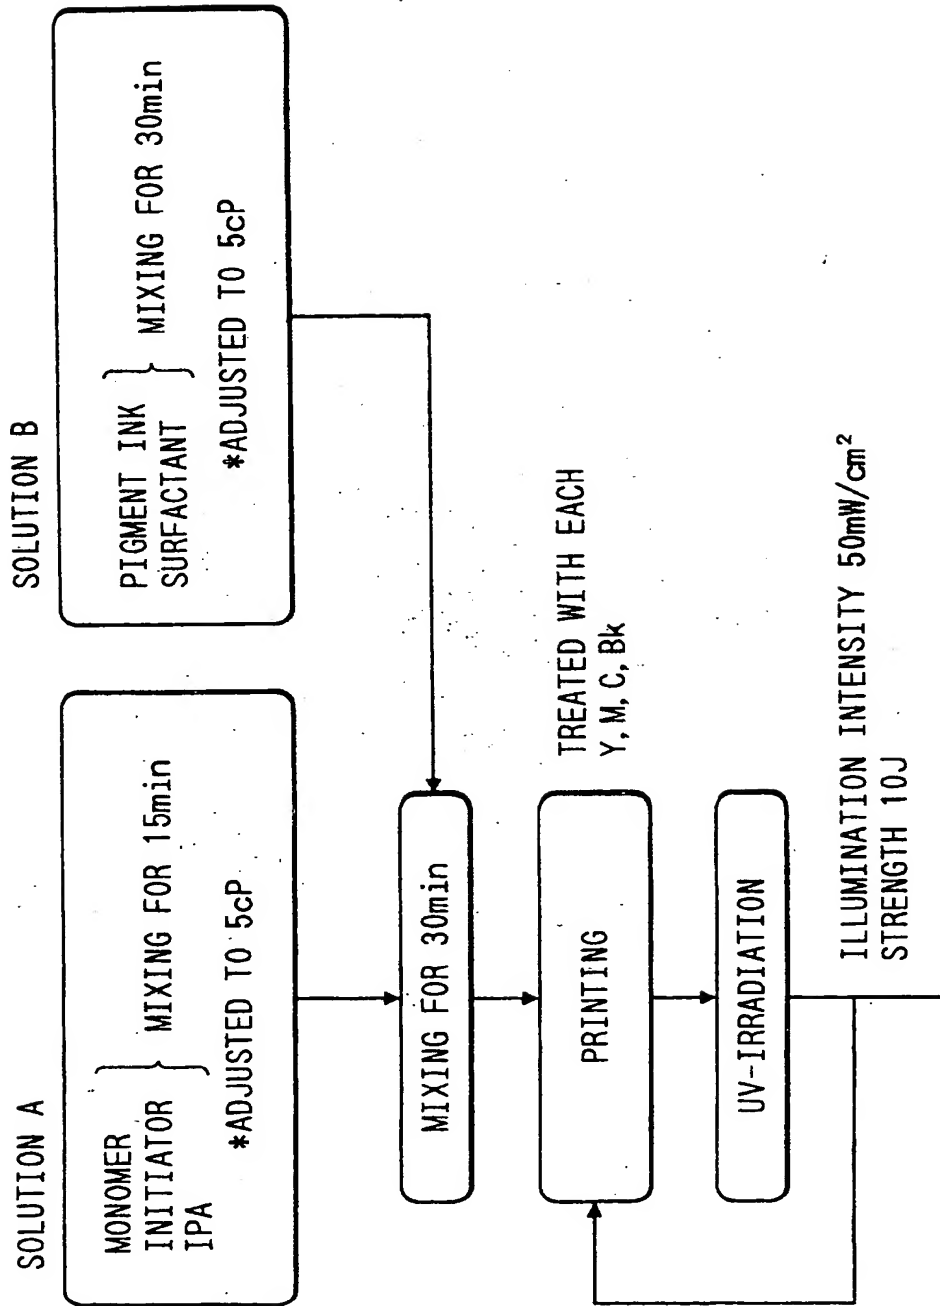 SOLUTION A
MONOMER
INITIATOR
IPA
MIXING FOR 15min
*ADJUSTED TO 5cP
SOLUTION B
PIGMENT INK
SURFACTANT
MIXING FOR 30min
*ADJUSTED TO 5cP
MIXING FOR 30min
PRINTING
TREATED WITH EACH
Y, M, C, Bk
UV-IRRADIATION
ILLUMINATION INTENSITY 50mW/cm²
STRENGTH 10J